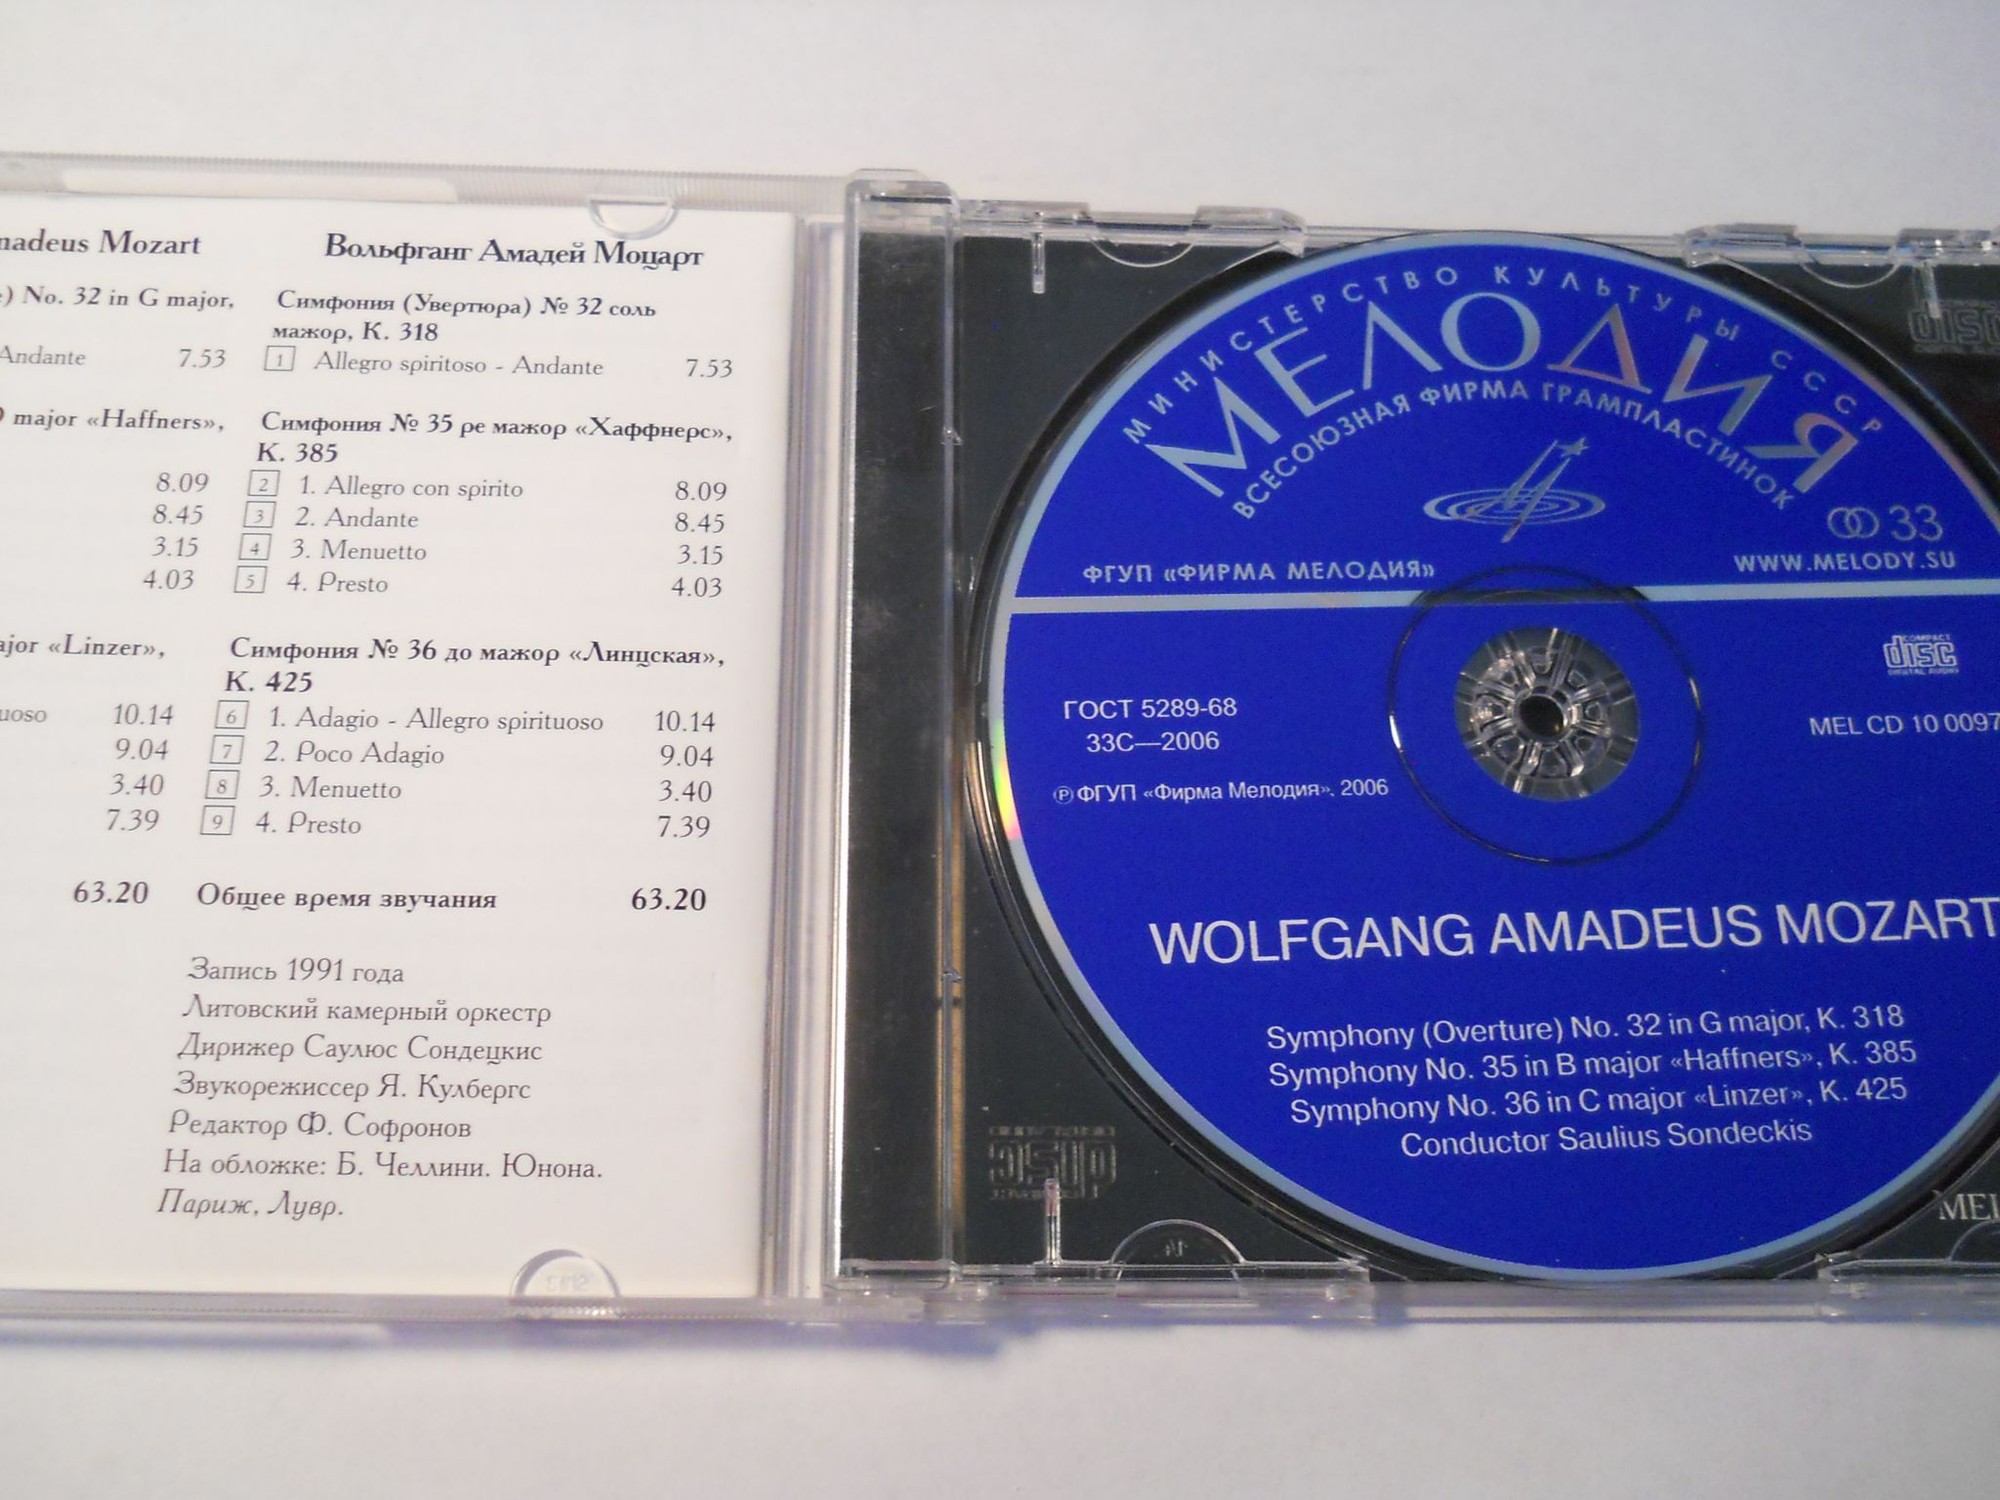 Mozart
No. 32 in G major,
Andante 7.53
major «Haffners»,
8.09
8.45
3.15
4.03
«Linzer»,
10.14
9.04
3.40
7.39
63.20
Вольфганг Амадей Моцарт
Симфония (Увертюра) № 32 соль
мажор, К. 318
1 Allegro spiritoso - Andante 7.53
Симфония № 35 ре мажор «Хаффнерс»,
К. 385
2 1. Allegro con spirito 8.09
3 2. Andante 8.45
4 3. Menuetto 3.15
5 4. Presto 4.03
Симфония № 36 до мажор «Линцская»,
К. 425
6 1. Adagio - Allegro spirituoso 10.14
7 2. Poco Adagio 9.04
8 3. Menuetto 3.40
9 4. Presto 7.39
Общее время звучания 63.20
Запись 1991 года
Литовский камерный оркестр
Дирижер Саулюс Сондецкис
Звукорежиссер Я. Кулбергс
Редактор Ф. Софронов
На обложке: Б. Челлини. Юнона.
Париж, Лувр.
МИНИСТЕРСТВО КУЛЬТУРЫ СССР
МЕЛОДИЯ
ВСЕСОЮЗНАЯ ФИРМА ГРАМПЛАСТИНОК
33
ФГУП «ФИРМА МЕЛОДИЯ»
WWW.MELODY.SU
COMPACT
disc
DIGITAL AUDIO
ГОСТ 5289-68
33С—2006
MEL CD 10 0097
℗ ФГУП «Фирма Мелодия». 2006
WOLFGANG AMADEUS MOZART
Symphony (Overture) No. 32 in G major, K. 318
Symphony No. 35 in B major «Haffners», K. 385
Symphony No. 36 in C major «Linzer», K. 425
Conductor Saulius Sondeckis
disc
disc